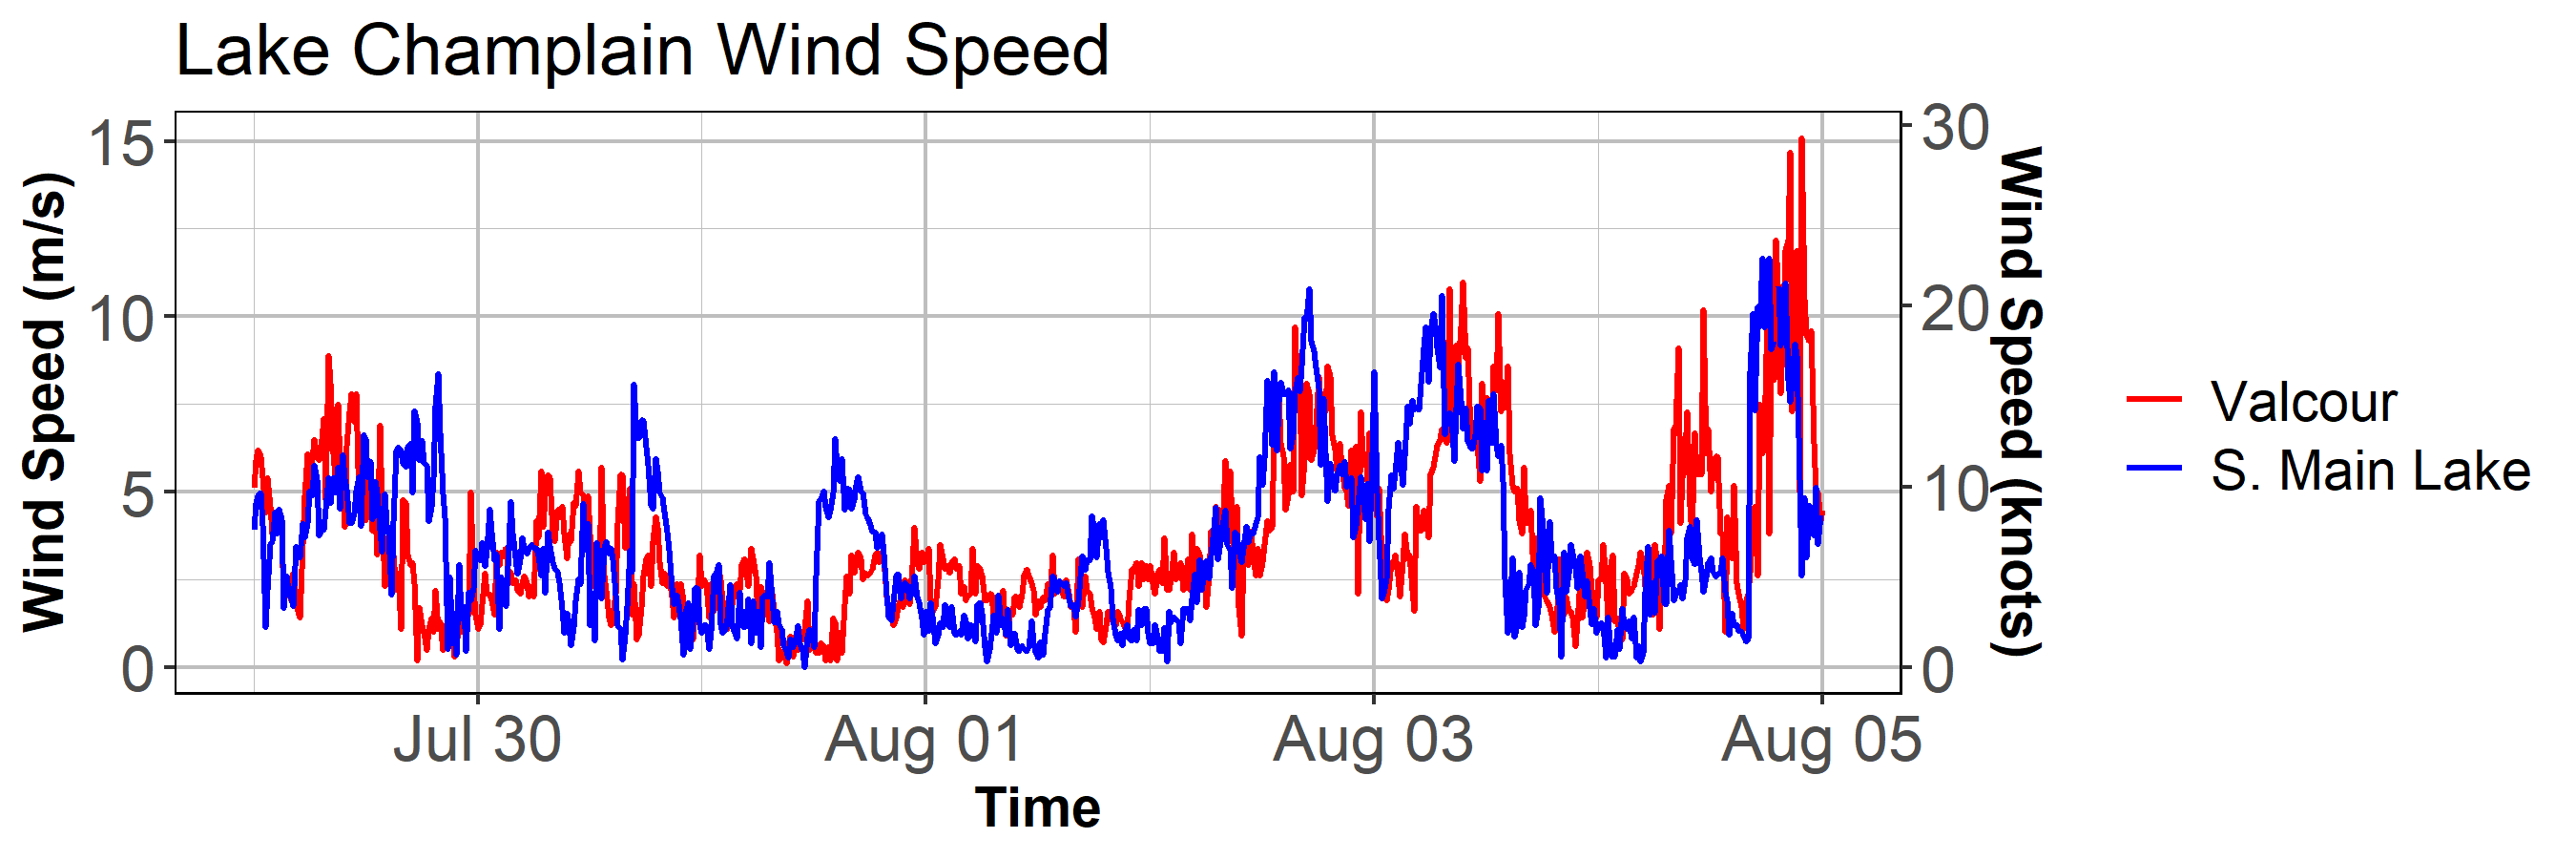 Lake Champlain Wind Speed
Wind Speed (m/s)
15
10
5
0
30
20
10
0
Wind Speed (knots)
Jul 30
Aug 01
Aug 03
Aug 05
Time
Valcour
S. Main Lake